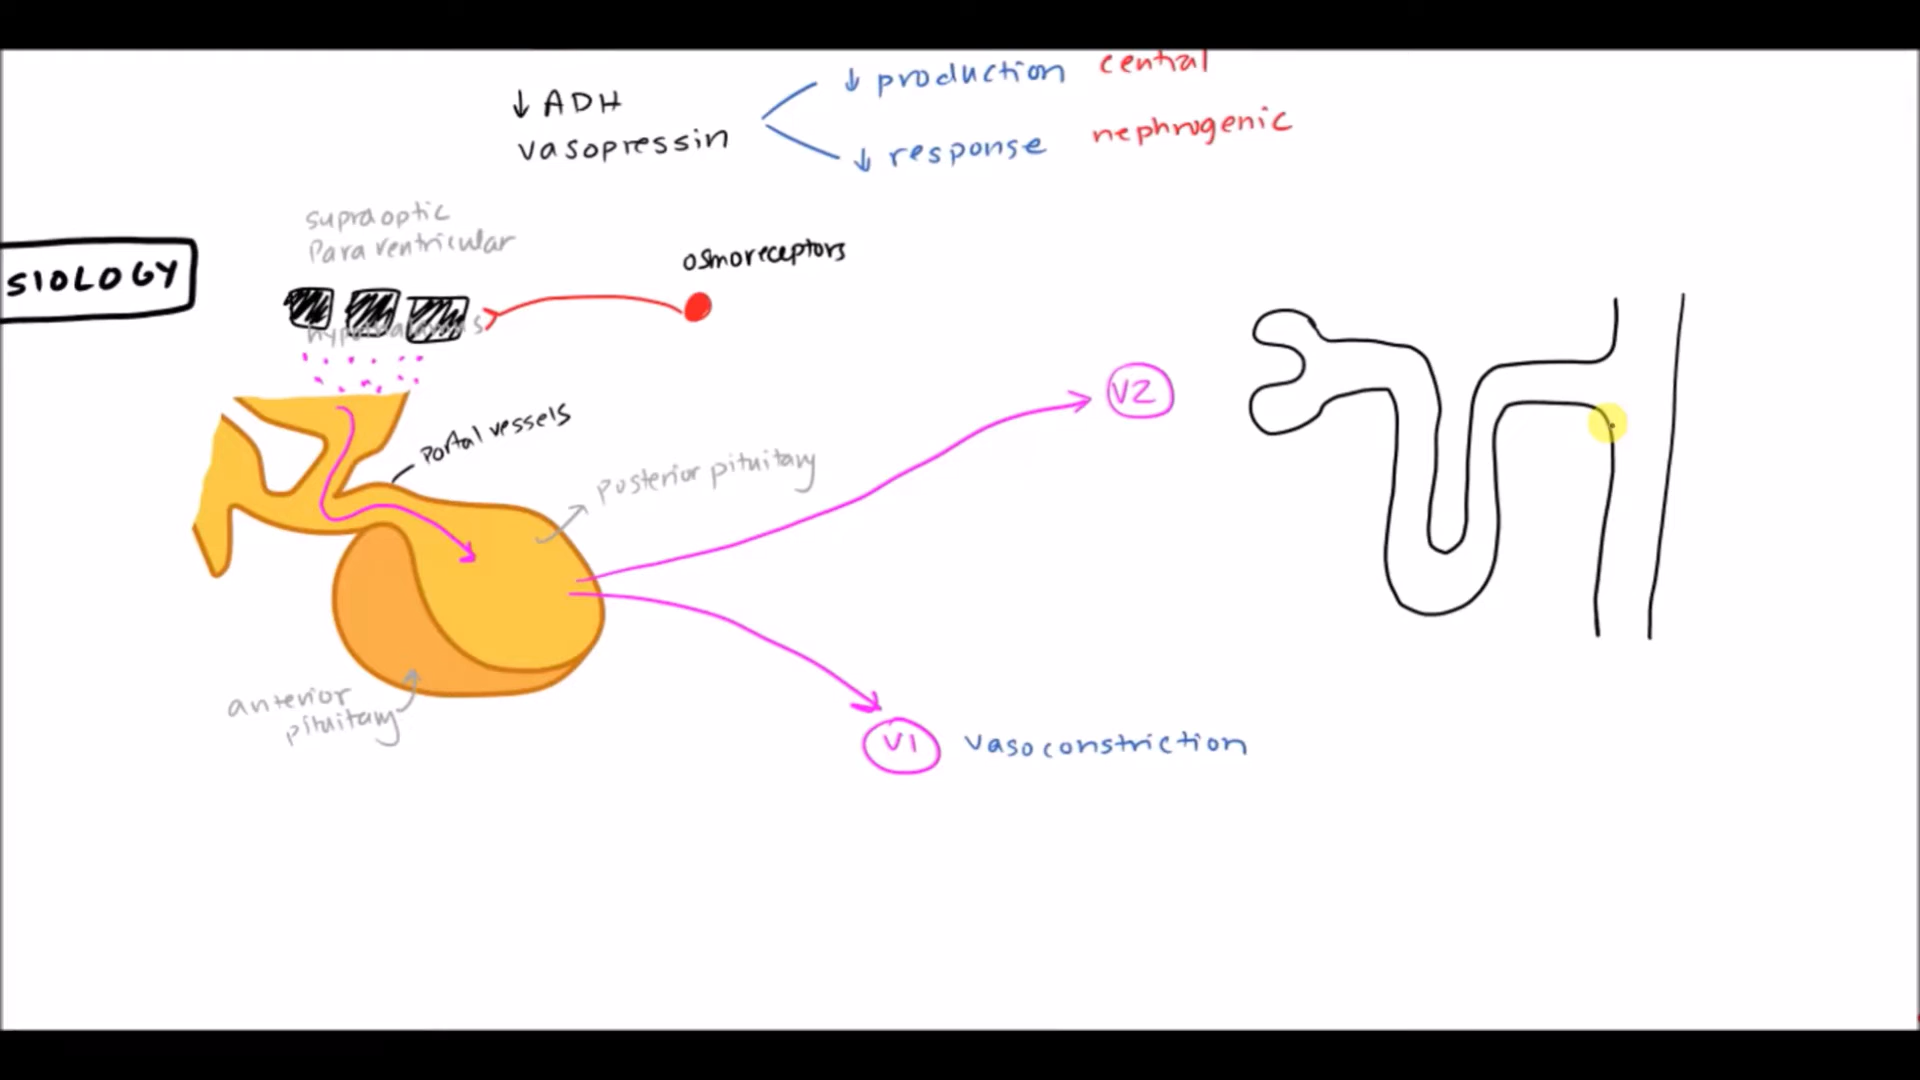 ↓ ADH
vasopressin
↓ production central
↓ response nephrogenic
SIOLOGY
supraoptic
Paraventricular
hypothalamus
osmoreceptors
portal vessels
posterior pituitary
anterior
pituitary
V2
V1 vasoconstriction